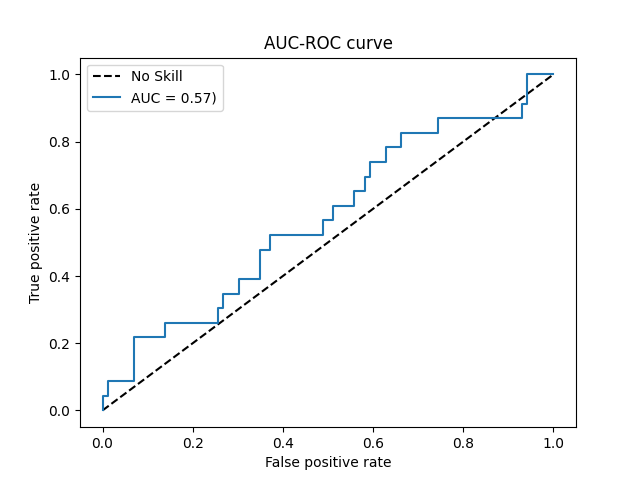 AUC-ROC curve
No Skill
AUC = 0.57)
1.0
0.8
0.6
0.4
0.2
0.0
True positive rate
0.0 0.2 0.4 0.6 0.8 1.0
False positive rate